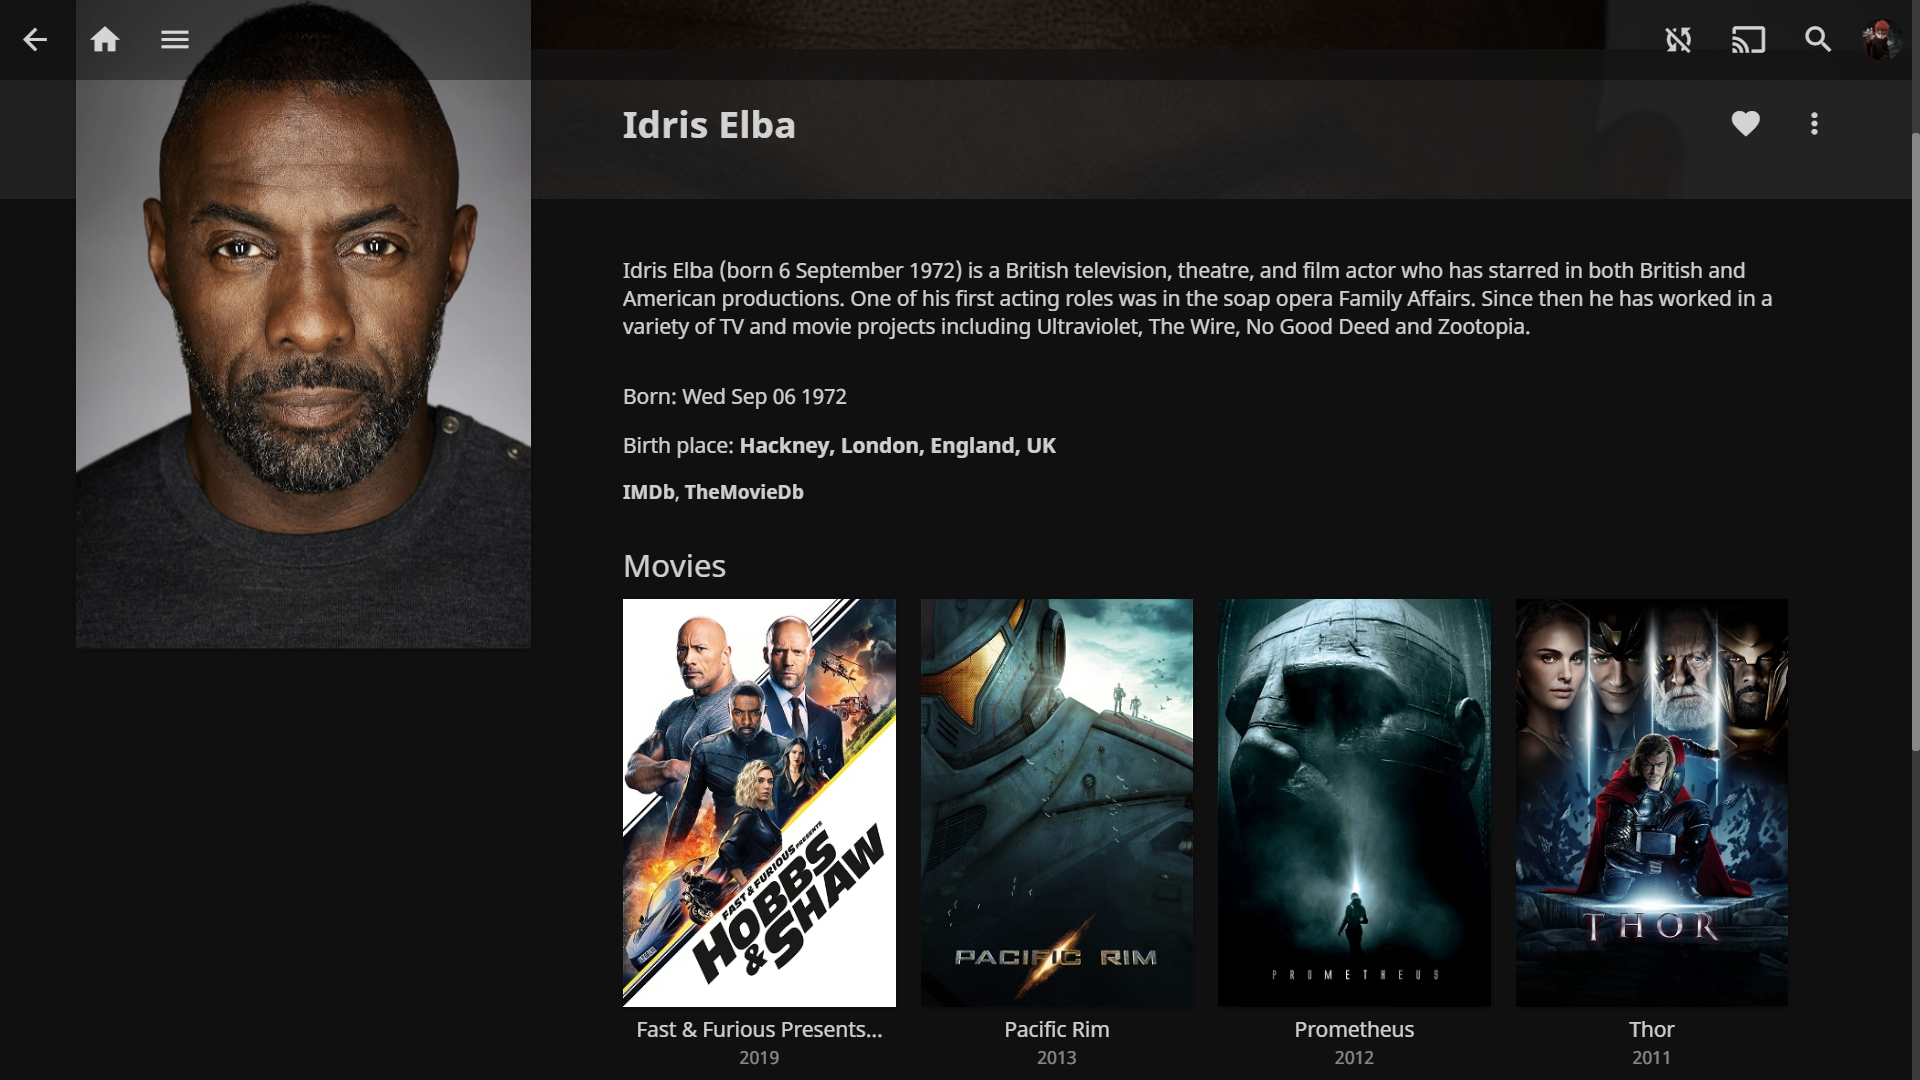 Idris Elba
Idris Elba (born 6 September 1972) is a British television, theatre, and film actor who has starred in both British and
American productions. One of his first acting roles was in the soap opera Family Affairs. Since then he has worked in a
variety of TV and movie projects including Ultraviolet, The Wire, No Good Deed and Zootopia.
Born: Wed Sep 06 1972
Birth place: Hackney, London, England, UK
IMDb, TheMovieDb
Movies
FAST & FURIOUS PRESENTS
HOBBS
& SHAW
PACIFIC RIM
PROMETHEUS
THOR
Fast & Furious Presents...
2019
Pacific Rim
2013
Prometheus
2012
Thor
2011